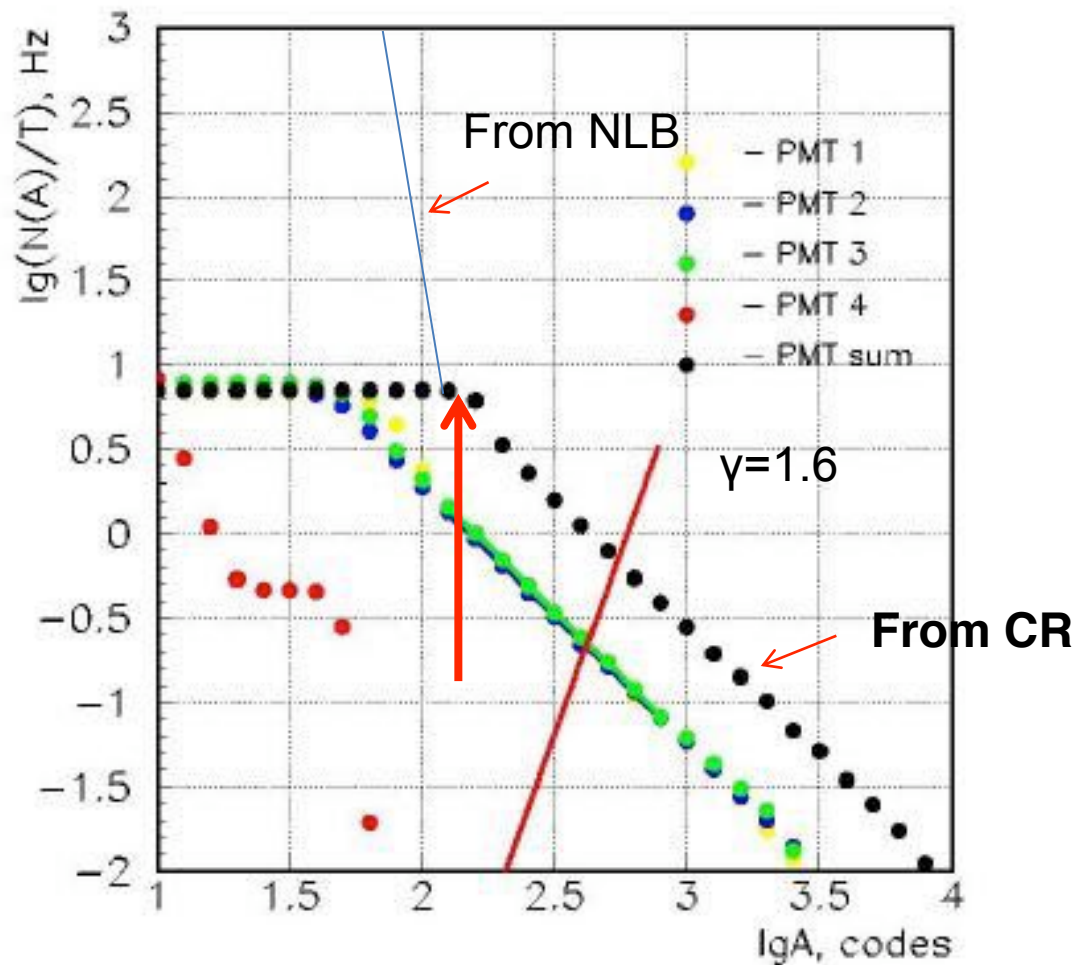 lg(N(A)/T), Hz
3
2.5
2
1.5
1
0.5
0
−0.5
−1
−1.5
−2
From NLB
– PMT 1
– PMT 2
– PMT 3
– PMT 4
– PMT sum
γ=1.6
From CR
1 1.5 2 2.5 3 3.5 4
lgA, codes